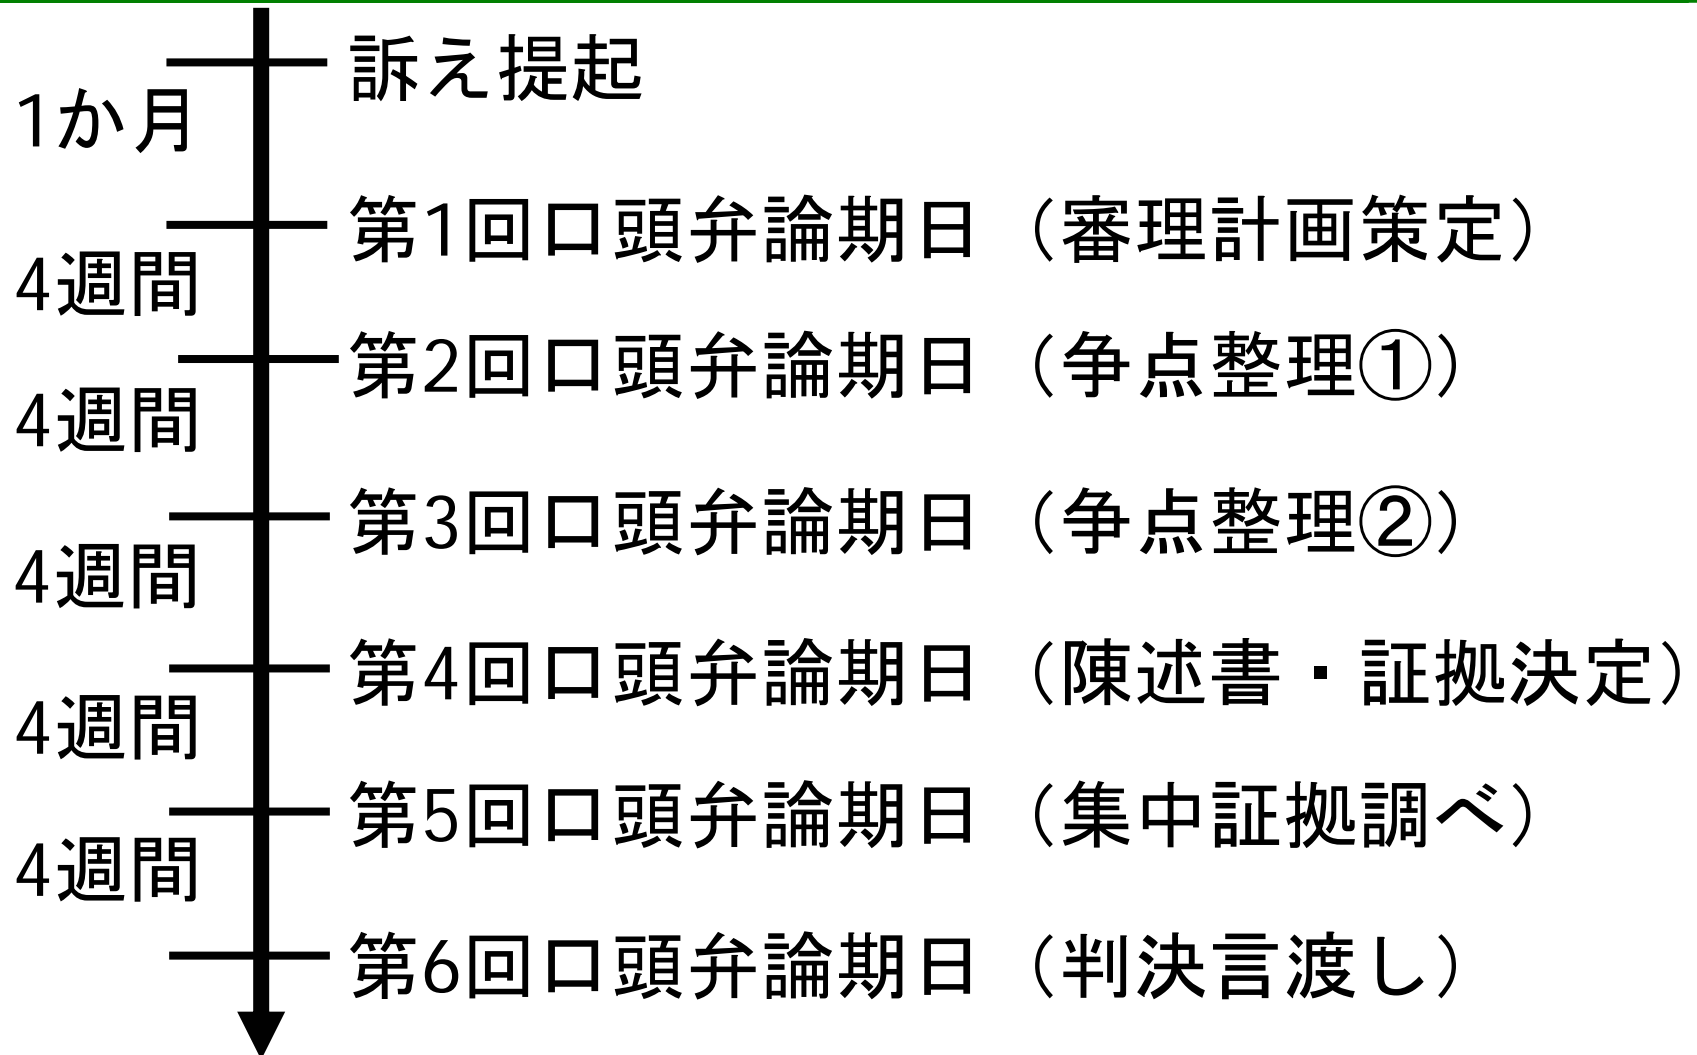 訴え提起
1か月
第1回口頭弁論期日（審理計画策定）
4週間
第2回口頭弁論期日（争点整理①）
4週間
第3回口頭弁論期日（争点整理②）
4週間
第4回口頭弁論期日（陳述書・証拠決定）
4週間
第5回口頭弁論期日（集中証拠調べ）
4週間
第6回口頭弁論期日（判決言渡し）